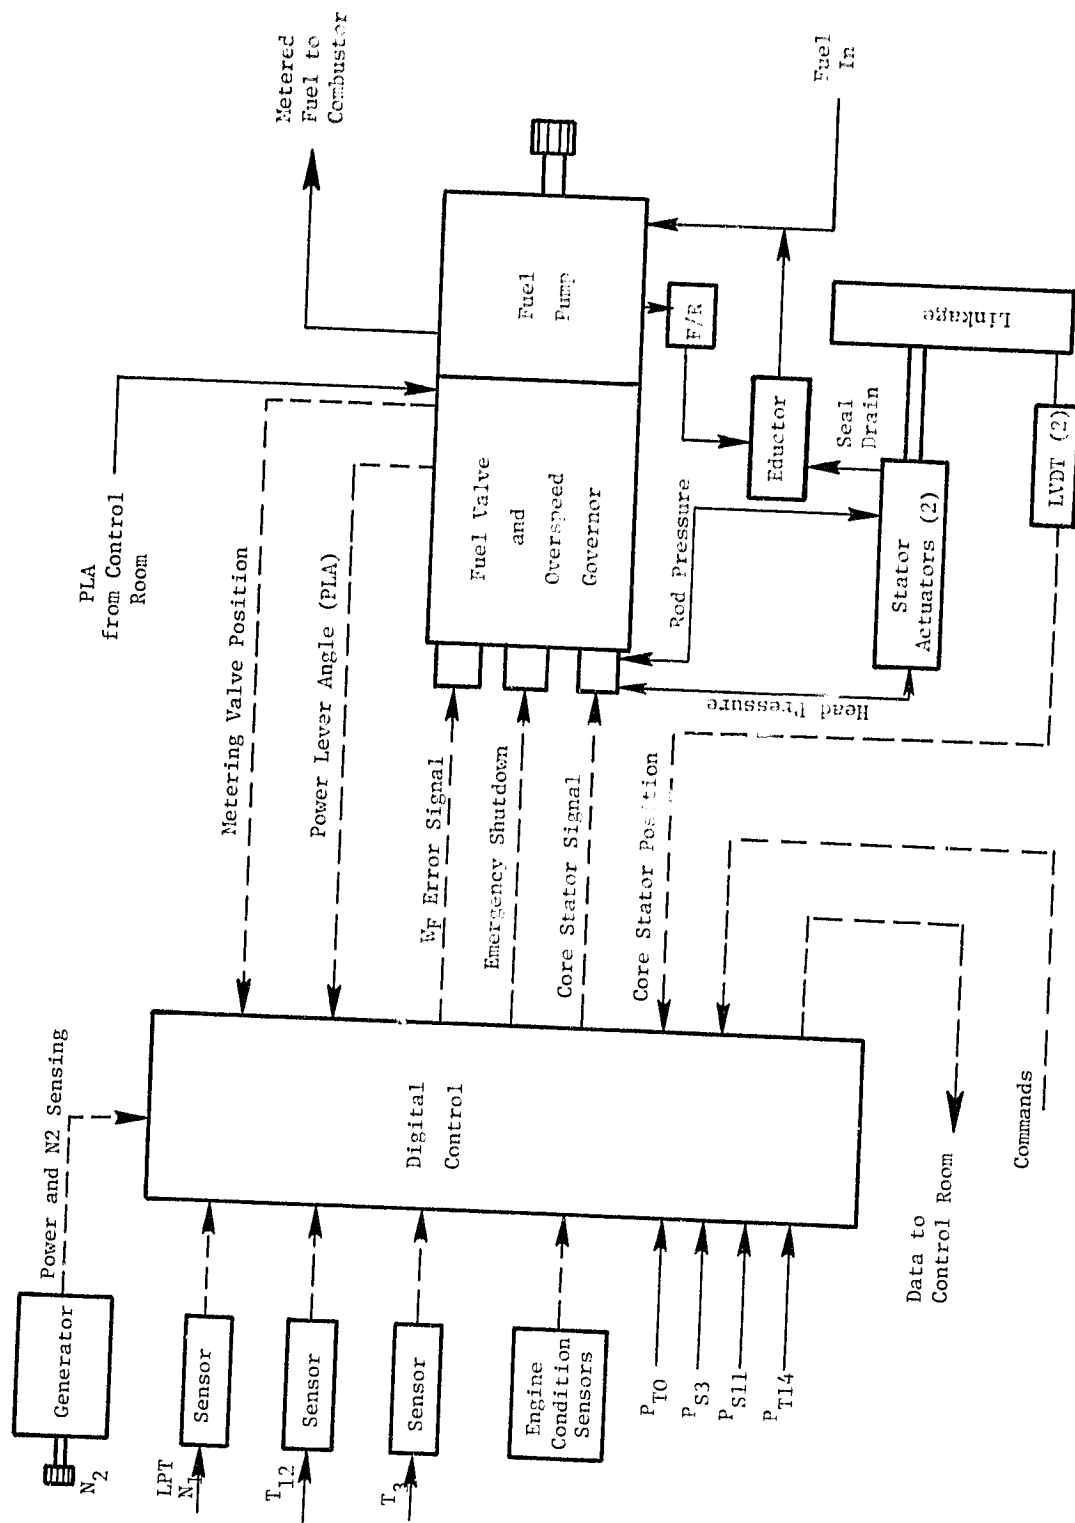 Metered
Fuel to
Combustor
PLA
from Control
Room
Fuel
In
Metering Valve Position
Power Lever Angle (PLA)
Fuel Valve
and
Overspeed
Governor
Fuel
Pump
F/R
Eductor
Seal
Drain
Rod Pressure
Head Pressure
Stator
Actuators (2)
Linkage
LVDT (2)
WF Error Signal
Emergency Shutdown
Core Stator Signal
Core Stator Position
Power and N2 Sensing
Digital
Control
Generator
N2
LPT
N1
Sensor
T12
Sensor
T3
Sensor
Engine
Condition
Sensors
PT0
PS3
PS11
PT14
Data to
Control Room
Commands